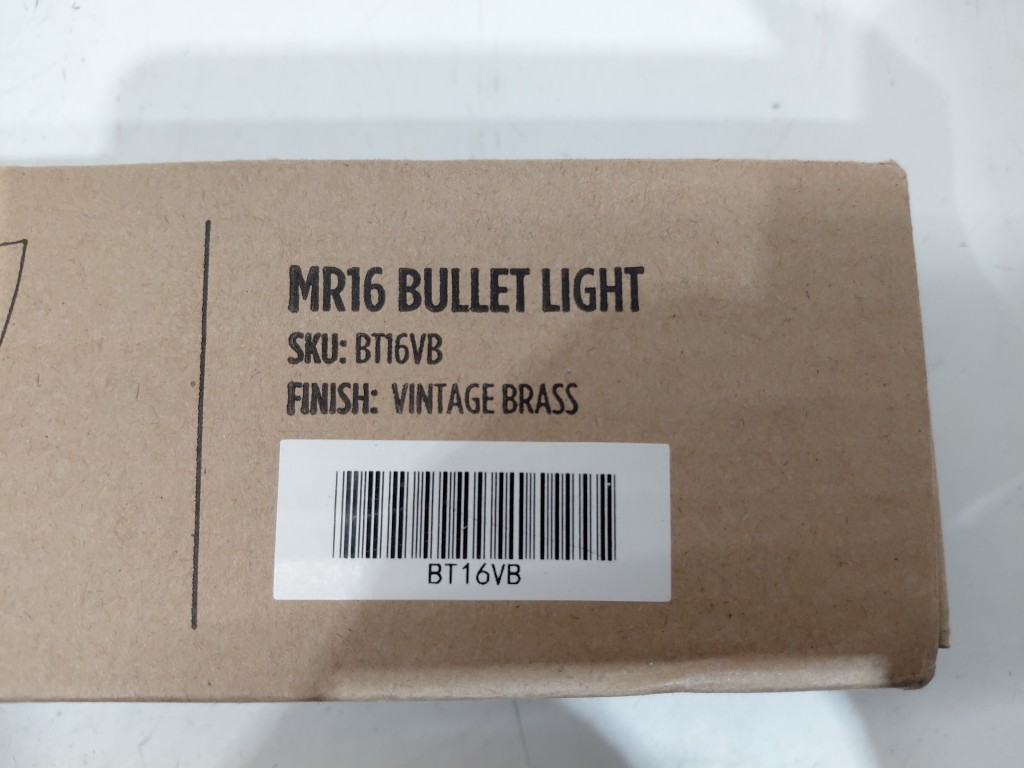 MR16 BULLET LIGHT
SKU: BT16VB
FINISH: VINTAGE BRASS
BT16VB